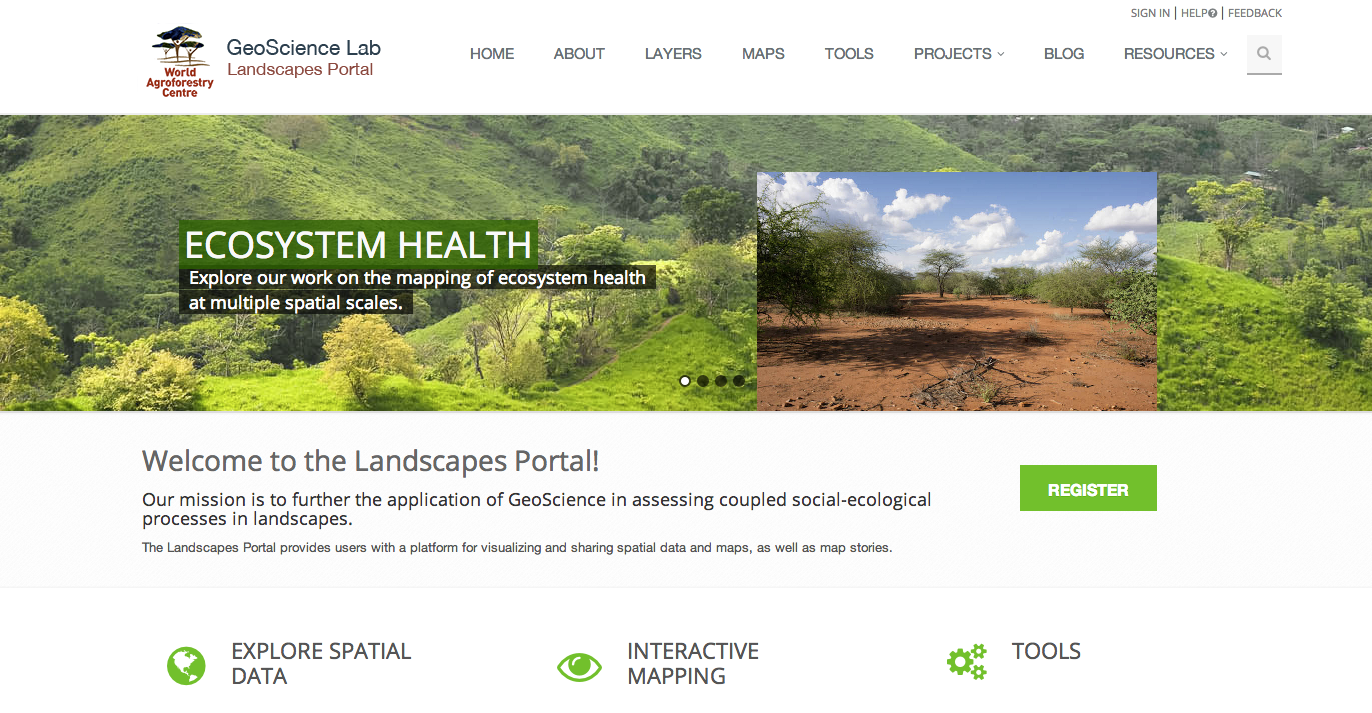 SIGN IN | HELP | FEEDBACK
World
Agroforestry
Centre
GeoScience Lab
Landscapes Portal
HOME ABOUT LAYERS MAPS TOOLS PROJECTS BLOG RESOURCES
ECOSYSTEM HEALTH
Explore our work on the mapping of ecosystem health
at multiple spatial scales.
Welcome to the Landscapes Portal!
Our mission is to further the application of GeoScience in assessing coupled social-ecological
processes in landscapes.
The Landscapes Portal provides users with a platform for visualizing and sharing spatial data and maps, as well as map stories.
REGISTER
EXPLORE SPATIAL
DATA
INTERACTIVE
MAPPING
TOOLS